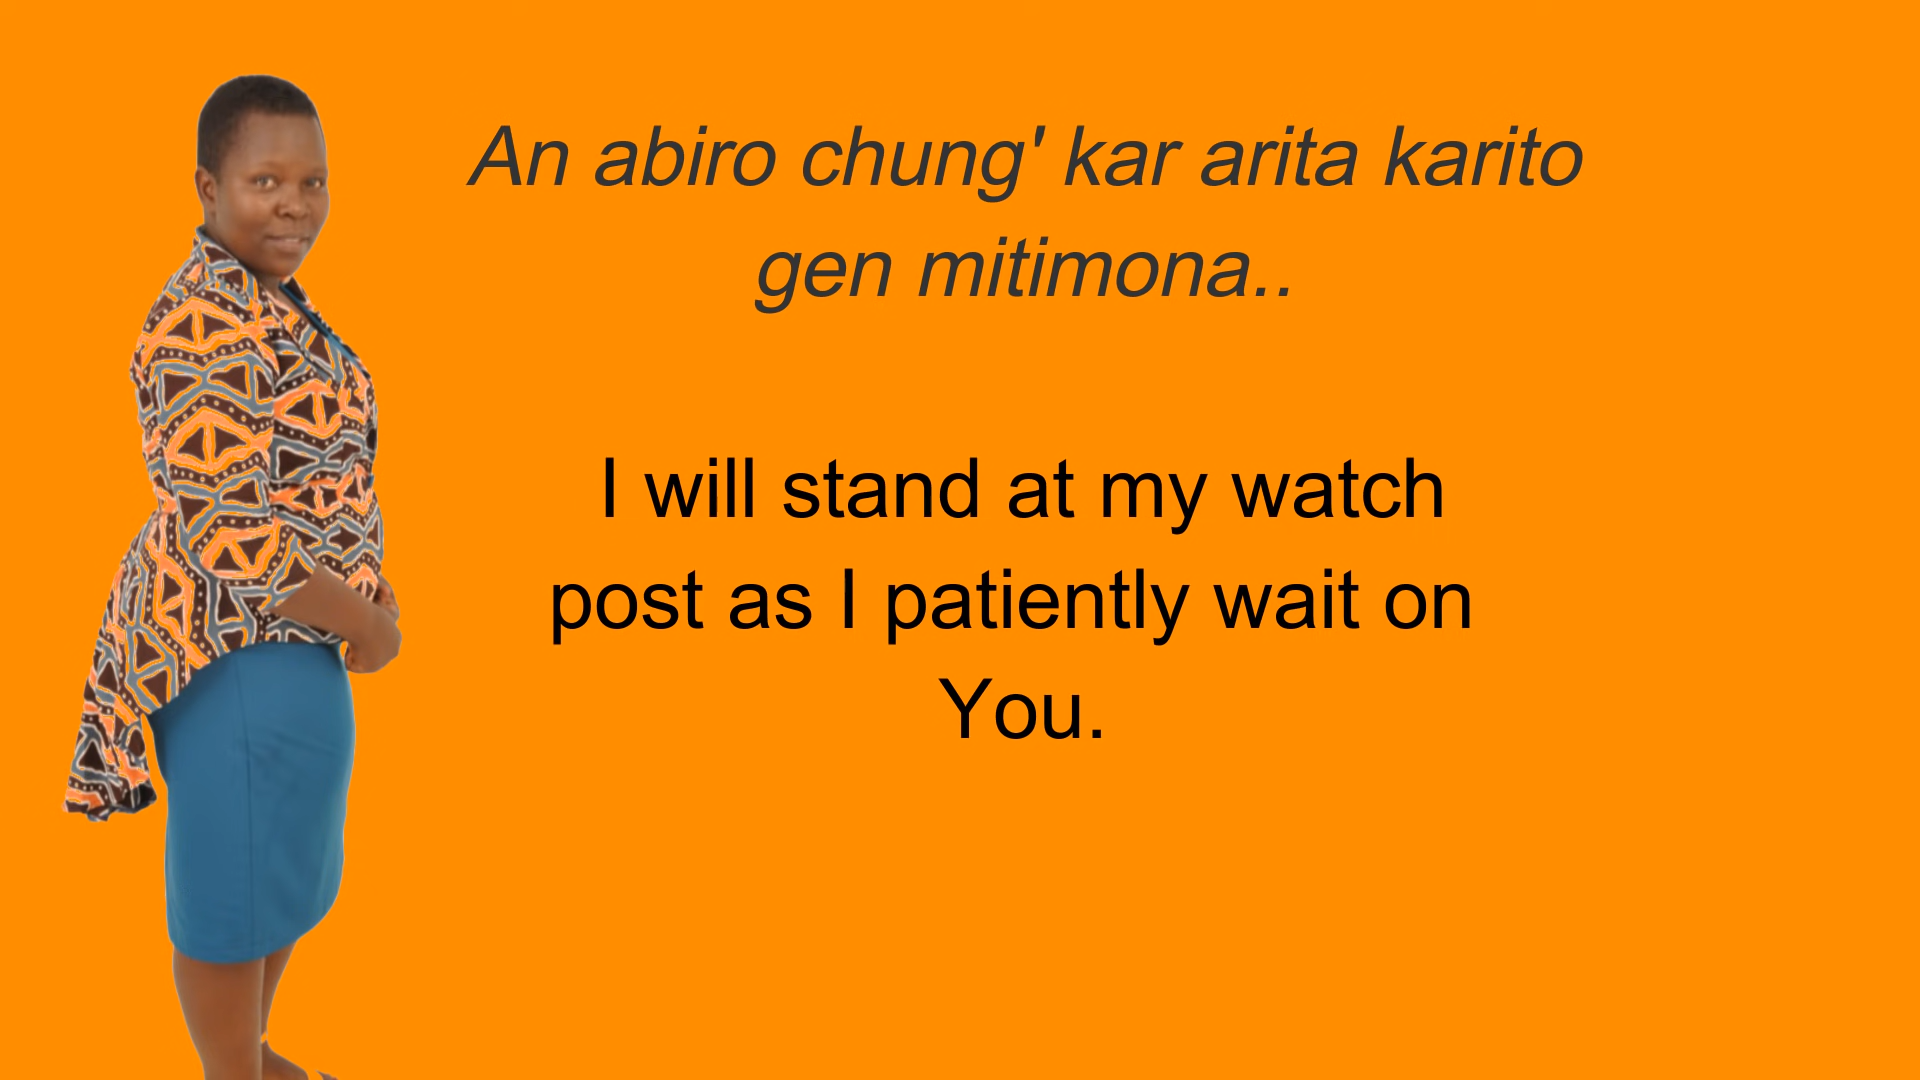 An abiro chung' kar arita karito
gen mitimona..
I will stand at my watch
post as I patiently wait on
You.